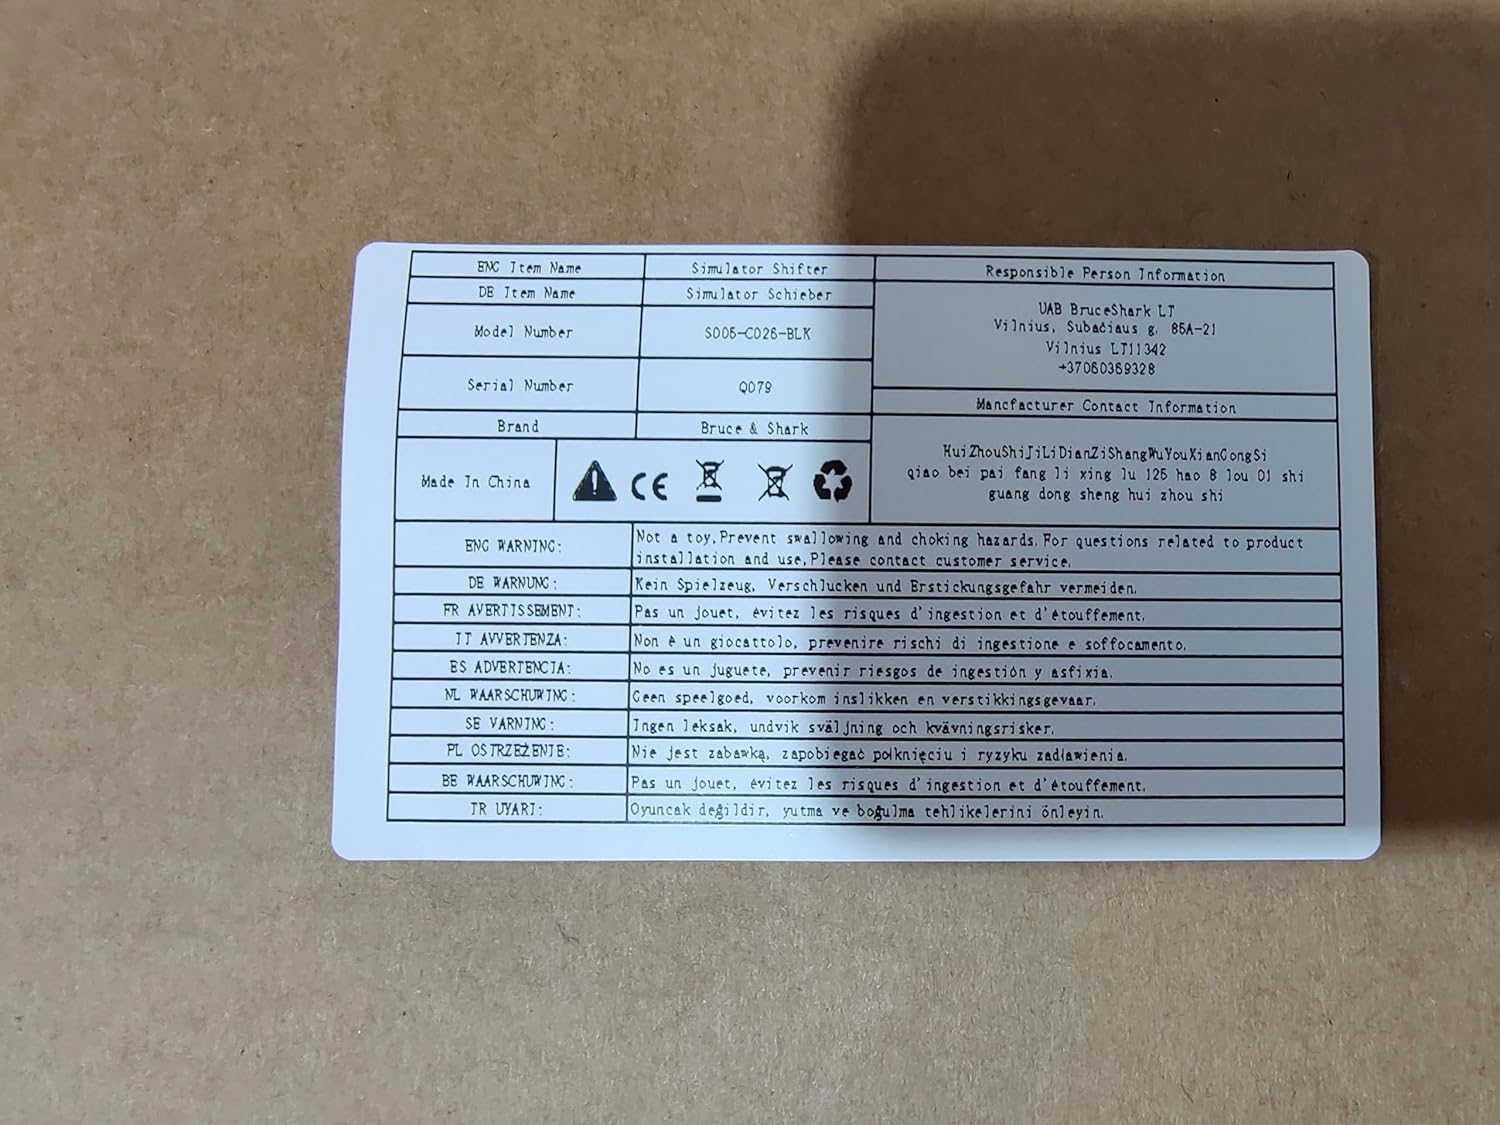 ENG Item Name
Simulator Shifter
DE Item Name
Simulator Schieber
Model Number
S005-C026-BLK
Serial Number
Q079
Brand
Bruce & Shark
Made In China
CE
Responsible Person Information
UAB BruceShark LT
Vilnius, Subačiaus g. 85A-21
Vilnius LT11342
+37060369328
Mancfacturer Contact Information
HuiZhouShiJiLiDianZiShangWuYouXianGongSi
qiao bei pai fang li xing lu 125 hao 8 lou 01 shi
guang dong sheng hui zhou shi
ENG WARNING:
Not a toy,Prevent swallowing and choking hazards.For questions related to product
installation and use,Please contact customer service.
DE WARNUNG:
Kein Spielzeug, Verschlucken und Erstickungsgefahr vermeiden.
FR AVERTISSEMENT:
Pas un jouet, évitez les risques d'ingestion et d'étouffement.
IT AVVERTENZA:
Non è un giocattolo, prevenire rischi di ingestione e soffocamento.
ES ADVERTENCIA:
No es un juguete, prevenir riesgos de ingestión y asfixia.
NL WAARSCHUWING:
Geen speelgoed, voorkom inslikken en verstikkingsgevaar.
SE VARNING:
Ingen leksak, undvik sväljning och kvävningsrisker.
PL OSTRZEŻENIE:
Nie jest zabawką, zapobiegać połknięciu i ryzyku zadławienia.
BE WAARSCHUWING:
Pas un jouet, évitez les risques d'ingestion et d'étouffement.
TR UYARI:
Oyuncak değildir, yutma ve boğulma tehlikelerini önleyin.